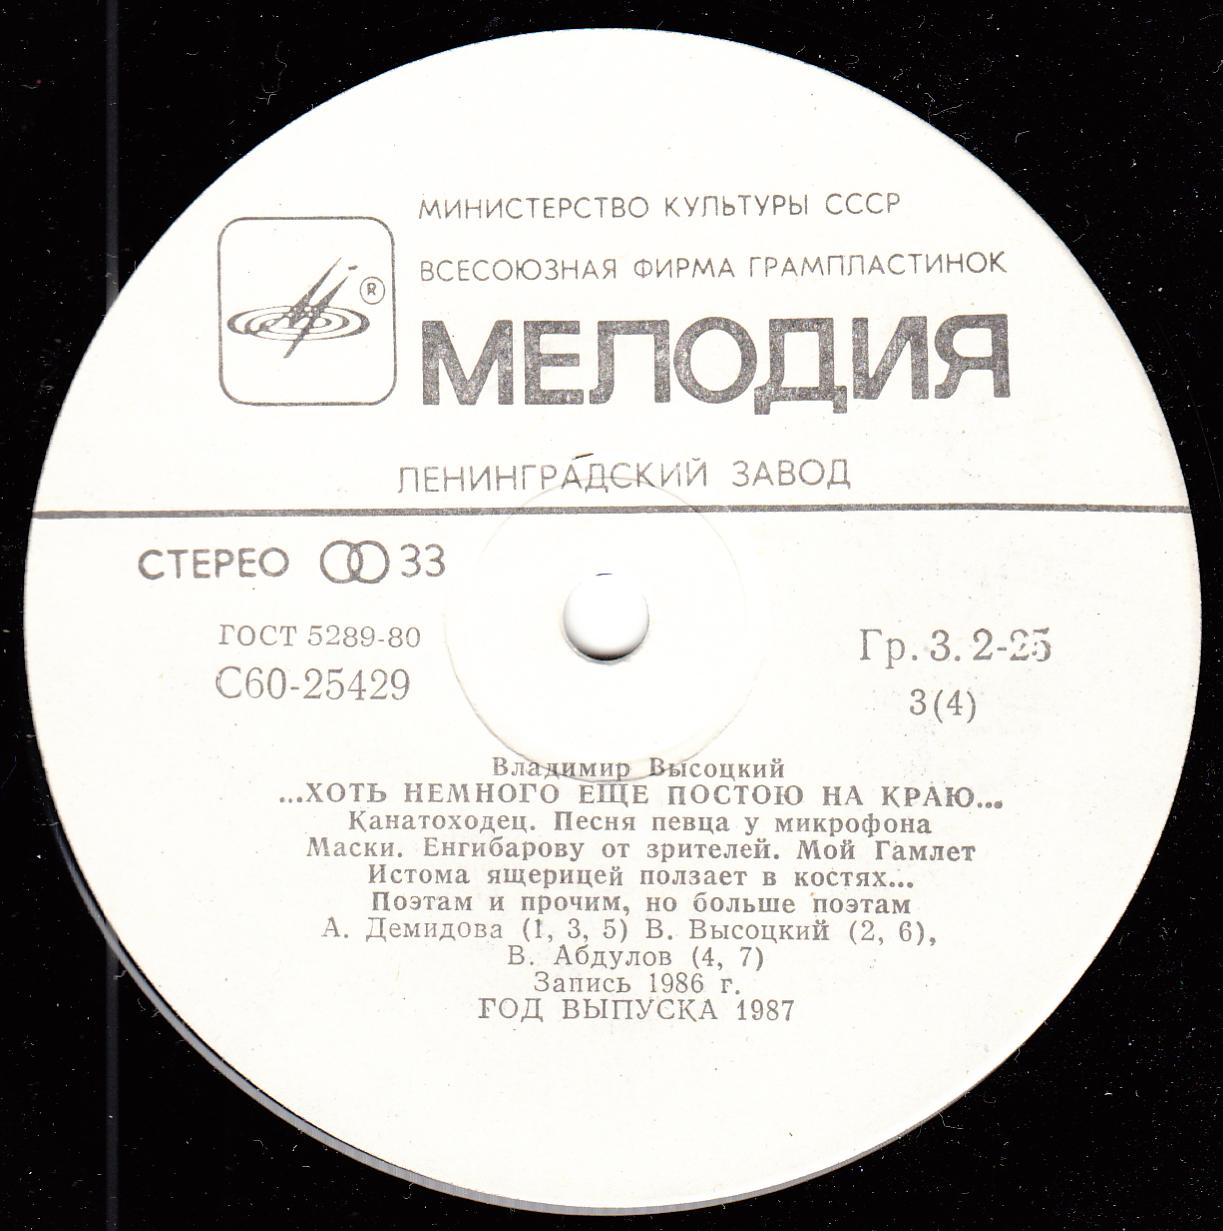 МИНИСТЕРСТВО КУЛЬТУРЫ СССР
ВСЕСОЮЗНАЯ ФИРМА ГРАМПЛАСТИНОК
®
МЕЛОДИЯ
ЛЕНИНГРАДСКИЙ ЗАВОД
СТЕРЕО 33
ГОСТ 5289-80
С60-25429
Гр. 3. 2-25
3(4)
Владимир Высоцкий
...ХОТЬ НЕМНОГО ЕЩЕ ПОСТОЮ НА КРАЮ...
Канатоходец. Песня певца у микрофона
Маски. Енгибарову от зрителей. Мой Гамлет
Истома ящерицей ползает в костях...
Поэтам и прочим, но больше поэтам
А. Демидова (1, 3, 5) В. Высоцкий (2, 6),
В. Абдулов (4, 7)
Запись 1986 г.
ГОД ВЫПУСКА 1987